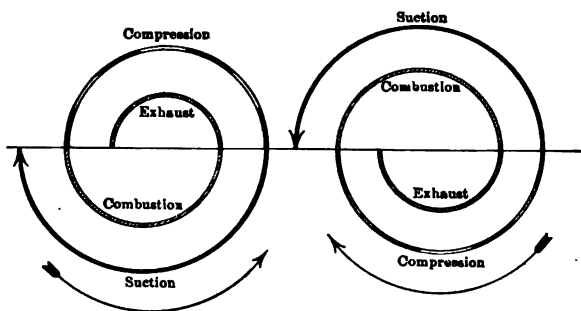 Compression
Exhaust
Combustion
Suction
Suction
Combustion
Exhaust
Compression